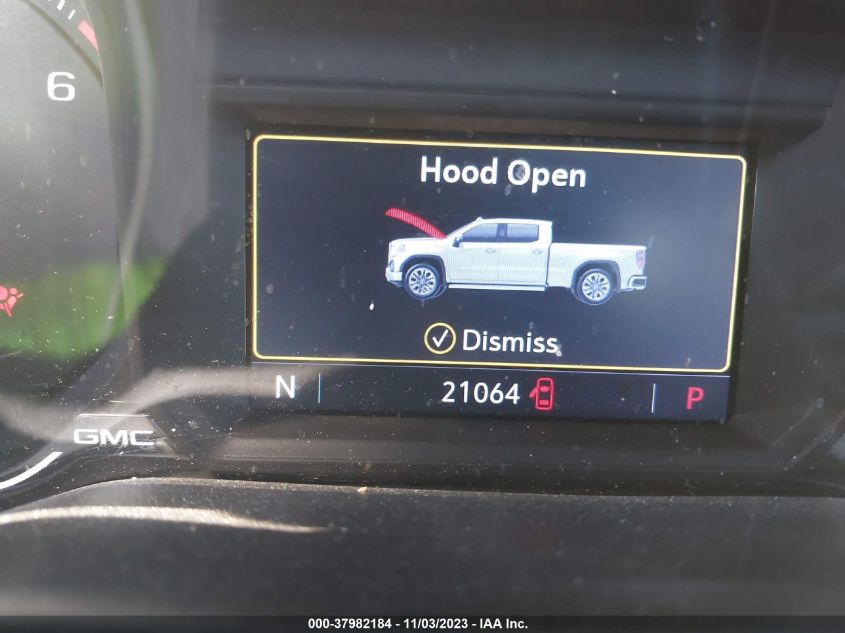 6
Hood Open
Dismiss
N 21064 P
GMC
000-37982184 - 11/03/2023 - IAA Inc.